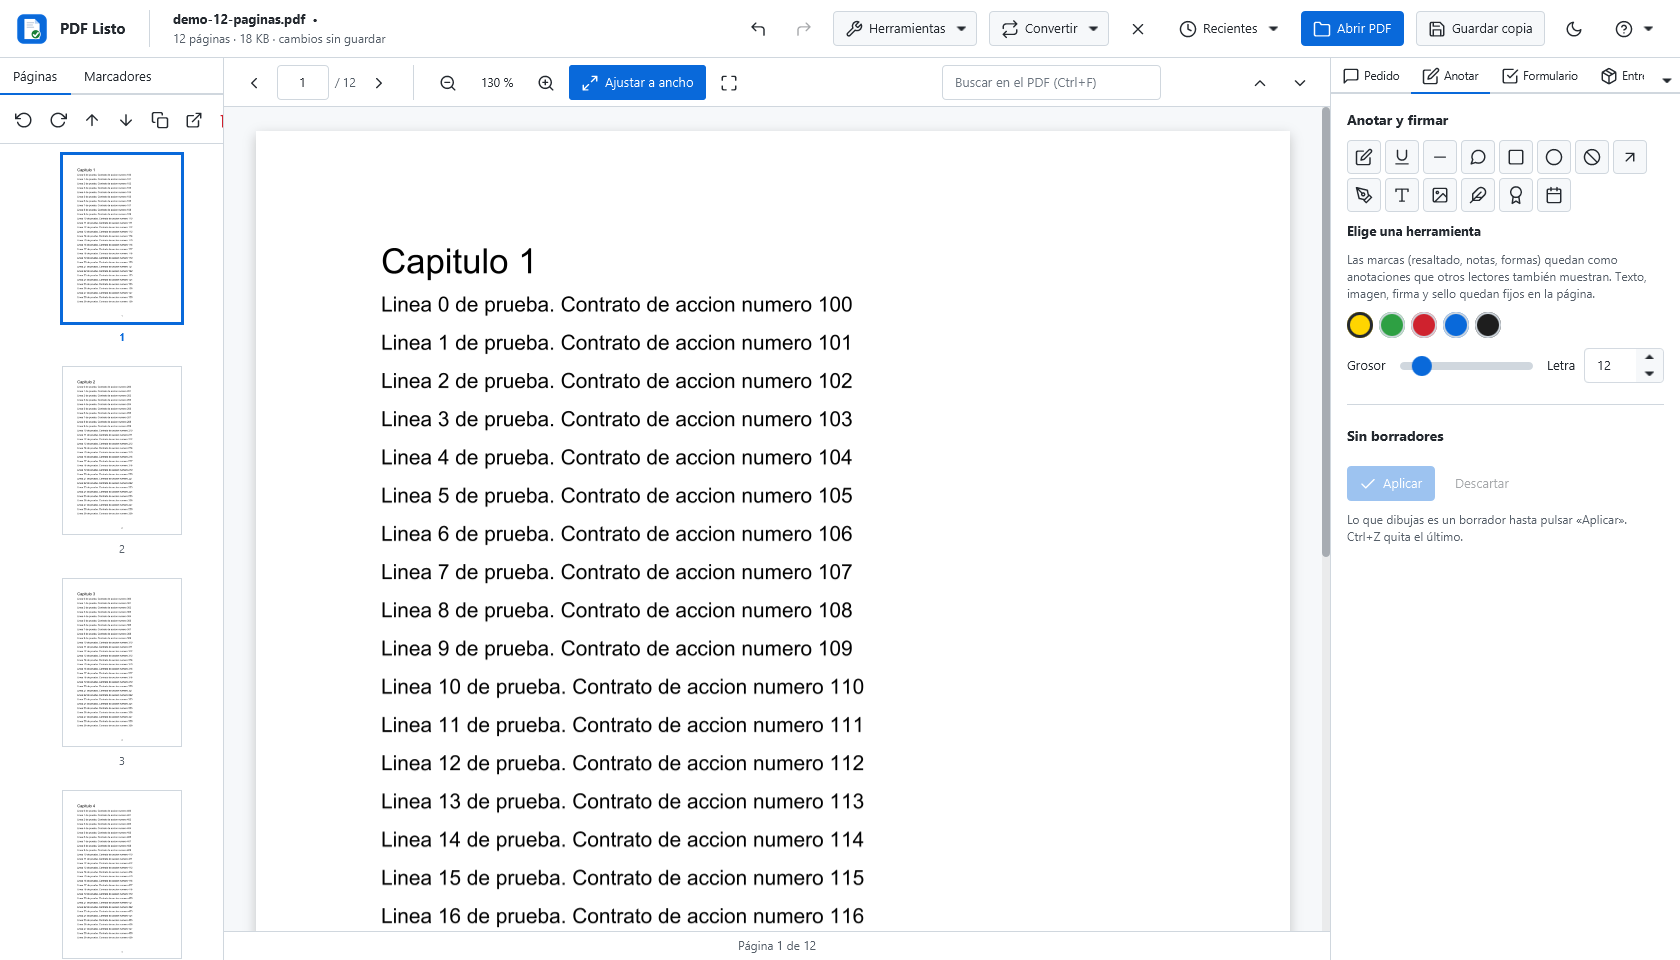 PDF Listo
demo-12-paginas.pdf •
12 páginas · 18 KB · cambios sin guardar
Herramientas
Convertir
Recientes
Abrir PDF
Guardar copia
Páginas
Marcadores
1 / 12
130 %
Ajustar a ancho
Buscar en el PDF (Ctrl+F)
Pedido
Anotar
Formulario
Entre
Capitulo 1
1
Capitulo 2
2
Capitulo 3
3
Capitulo 4
Capitulo 1
Linea 0 de prueba. Contrato de accion numero 100
Linea 1 de prueba. Contrato de accion numero 101
Linea 2 de prueba. Contrato de accion numero 102
Linea 3 de prueba. Contrato de accion numero 103
Linea 4 de prueba. Contrato de accion numero 104
Linea 5 de prueba. Contrato de accion numero 105
Linea 6 de prueba. Contrato de accion numero 106
Linea 7 de prueba. Contrato de accion numero 107
Linea 8 de prueba. Contrato de accion numero 108
Linea 9 de prueba. Contrato de accion numero 109
Linea 10 de prueba. Contrato de accion numero 110
Linea 11 de prueba. Contrato de accion numero 111
Linea 12 de prueba. Contrato de accion numero 112
Linea 13 de prueba. Contrato de accion numero 113
Linea 14 de prueba. Contrato de accion numero 114
Linea 15 de prueba. Contrato de accion numero 115
Linea 16 de prueba. Contrato de accion numero 116
Página 1 de 12
Anotar y firmar
Elige una herramienta
Las marcas (resaltado, notas, formas) quedan como
anotaciones que otros lectores también muestran. Texto,
imagen, firma y sello quedan fijos en la página.
Grosor
Letra
12
Sin borradores
Aplicar
Descartar
Lo que dibujas es un borrador hasta pulsar «Aplicar».
Ctrl+Z quita el último.